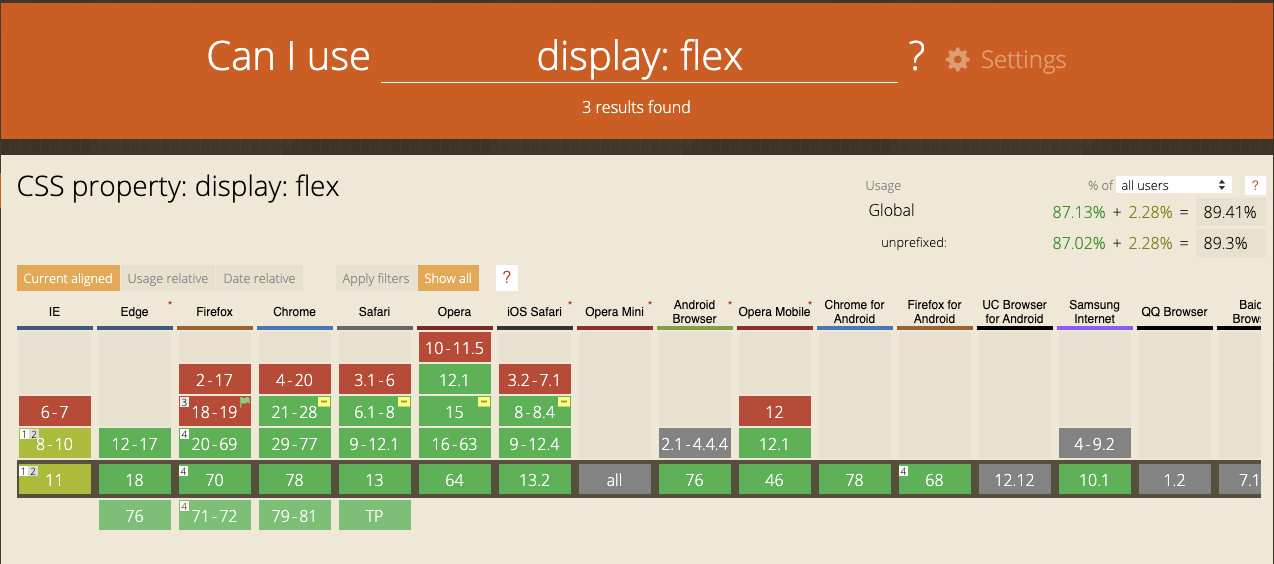 Can I use display: flex ? Settings
3 results found
CSS property: display: flex
Usage % of all users ?
Global 87.13% + 2.28% = 89.41%
unprefixed: 87.02% + 2.28% = 89.3%
Current aligned Usage relative Date relative Apply filters Show all ?
IE Edge * Firefox Chrome Safari Opera iOS Safari * Opera Mini * Android Browser * Opera Mobile * Chrome for Android Firefox for Android UC Browser for Android Samsung Internet QQ Browser
10-11.5
2-17 4-20 3.1-6 12.1 3.2-7.1
6-7 3 18-19 21-28 6.1-8 15 8-8.4 12
1 2 8-10 12-17 4 20-69 29-77 9-12.1 16-63 9-12.4 2.1-4.4.4 12.1 4-9.2
1 2 11 18 4 70 78 13 64 13.2 all 76 46 78 4 68 12.12 10.1 1.2 7.1
76 4 71-72 79-81 TP